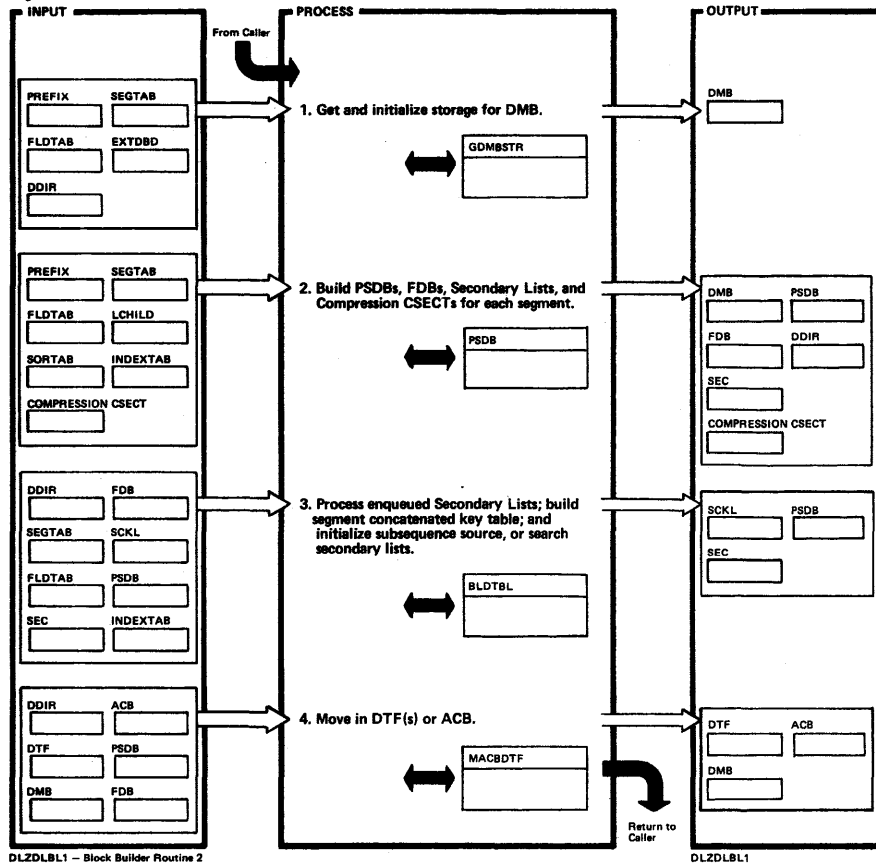 INPUT
PROCESS
OUTPUT
From Caller
PREFIX SEGTAB
FLDTAB EXTDBD
DDIR
1. Get and initialize storage for DMB.
GDMBSTR
DMB
PREFIX SEGTAB
FLDTAB LCHILD
SORTAB INDEXTAB
COMPRESSION CSECT
2. Build PSDBs, FDBs, Secondary Lists, and
Compression CSECTs for each segment.
PSDB
DMB PSDB
FDB DDIR
SEC
COMPRESSION CSECT
DDIR FDB
SEGTAB SCKL
FLDTAB PSDB
SEC INDEXTAB
3. Process enqueued Secondary Lists; build
segment concatenated key table; and
initialize subsequence source, or search
secondary lists.
BLDTBL
SCKL PSDB
SEC
DDIR ACB
DTF PSDB
DMB FDB
4. Move in DTF(s) or ACB.
MACBDTF
Return to
Caller
DTF ACB
DMB
DLZDLBL1 — Block Builder Routine 2
DLZDLBL1